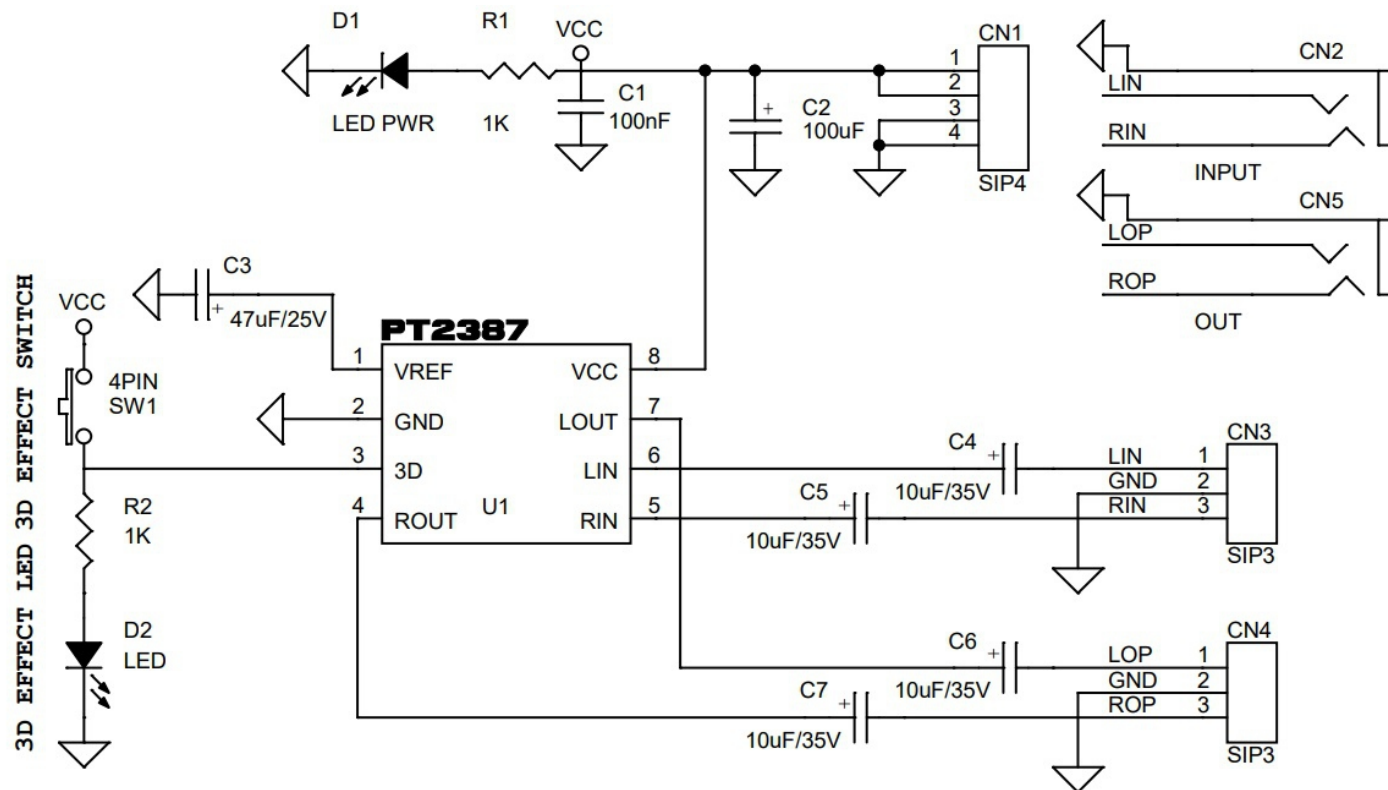 D1
R1
VCC
CN1
CN2
1
2
3
4
LIN
RIN
C1
100nF
C2
100uF
LED PWR
1K
SIP4
INPUT
CN5
LOP
ROP
OUT
3D EFFECT LED 3D EFFECT SWITCH
C3
47uF/25V
VCC
4PIN
SW1
PT2387
1
VREF
VCC
8
2
GND
LOUT
7
3
3D
LIN
6
4
ROUT
U1
RIN
5
R2
1K
D2
LED
C4
10uF/35V
C5
10uF/35V
CN3
LIN 1
GND 2
RIN 3
SIP3
C6
10uF/35V
C7
10uF/35V
CN4
LOP 1
GND 2
ROP 3
SIP3